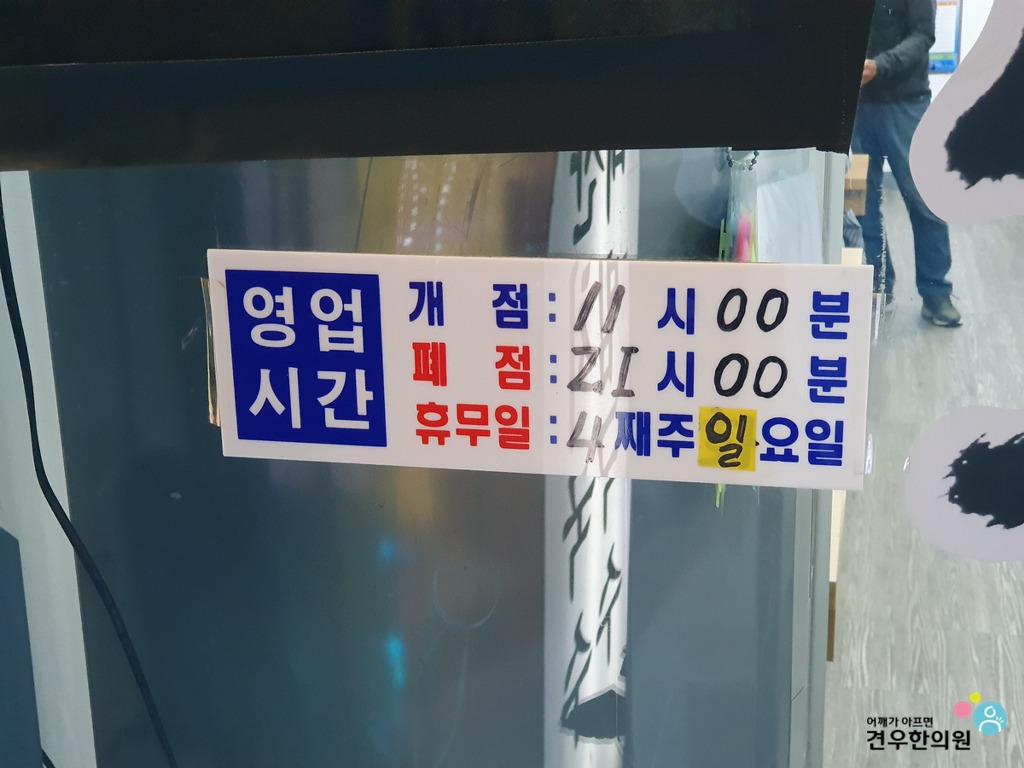 영업
시간
개 점 : 11 시 00 분
폐 점 : 21 시 00 분
휴무일 : 4 째주 일 요일
어깨가 아프면
견우한의원